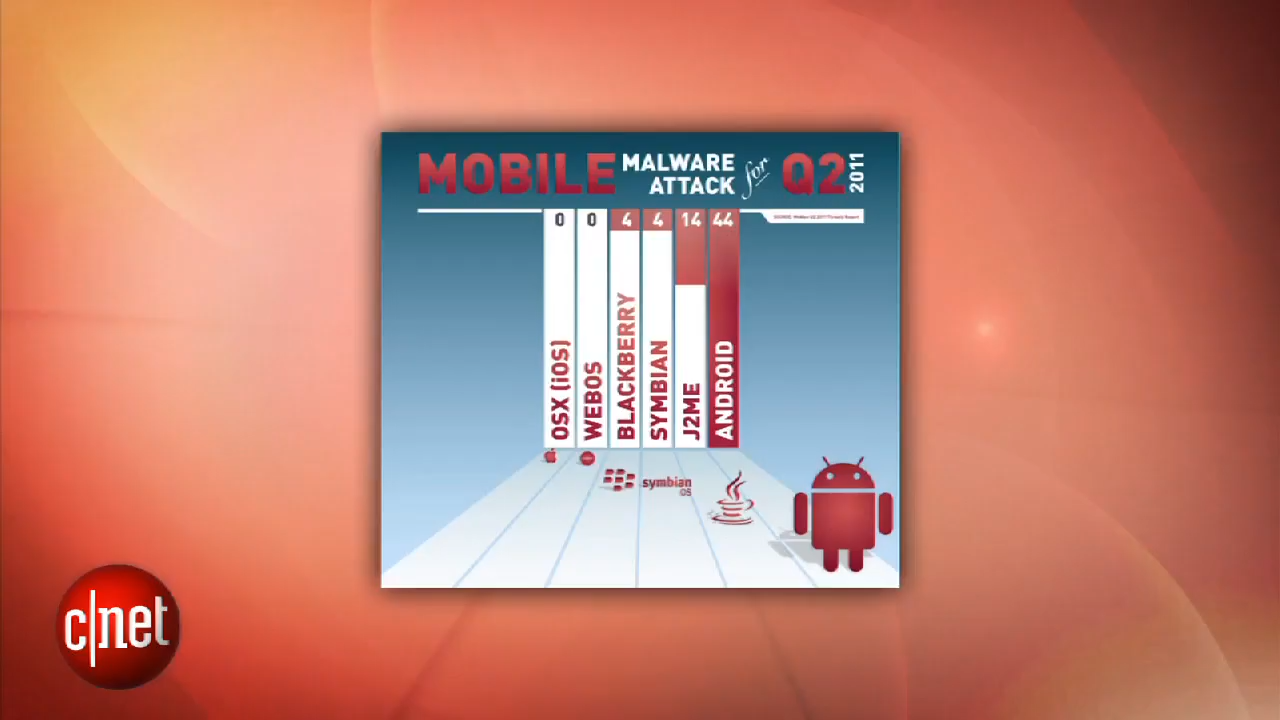 MOBILE MALWARE ATTACK for Q2 2011
0 0 4 4 14 44
OSX (iOS)
WEBOS
BLACKBERRY
SYMBIAN
J2ME
ANDROID
symbian
OS
c|net